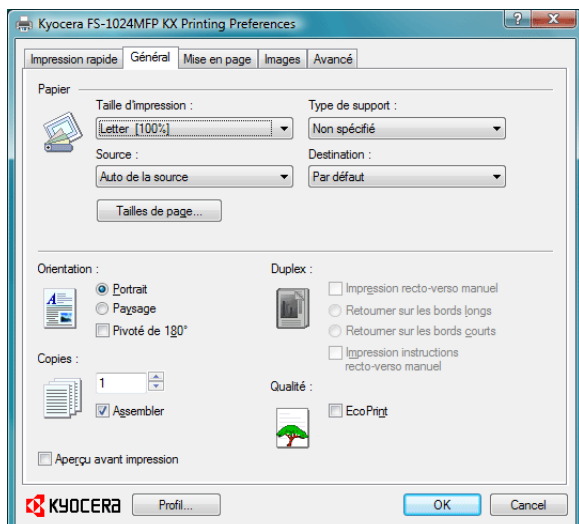 Kyocera FS-1024MFP KX Printing Preferences
Impression rapide Général Mise en page Images Avancé
Papier
Taille d'impression : Type de support :
Letter [100%] Non spécifié
Source : Destination :
Auto de la source Par défaut
Tailles de page...
Orientation : Duplex :
Portrait Impression recto-verso manuel
Paysage Retourner sur les bords longs
Pivoté de 180° Retourner sur les bords courts
Impression instructions
recto-verso manuel
Copies :
1 Qualité :
Assembler EcoPrint
Aperçu avant impression
KYOCERA Profil... OK Cancel